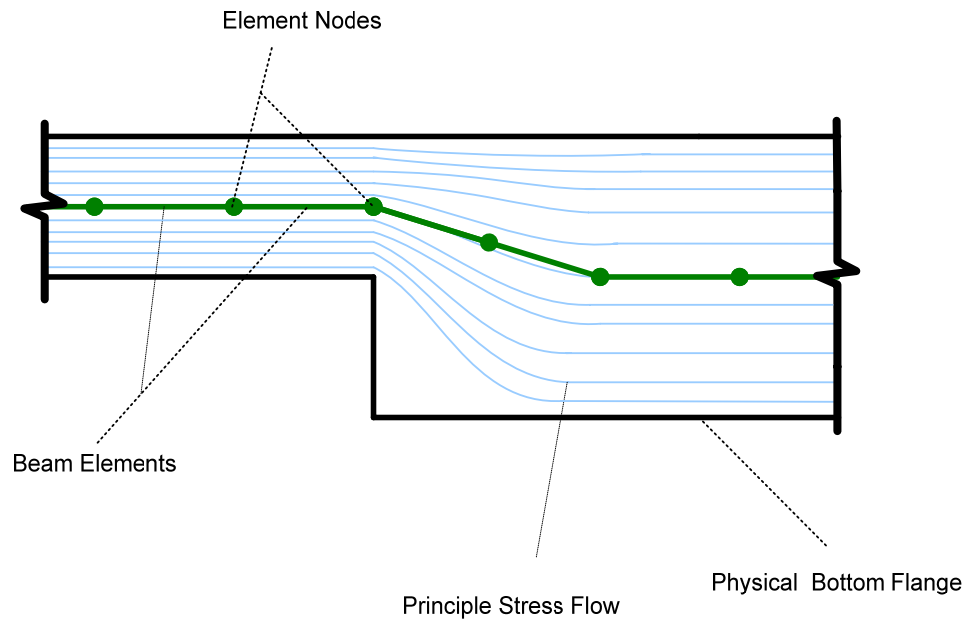 Element Nodes
Beam Elements
Principle Stress Flow
Physical Bottom Flange